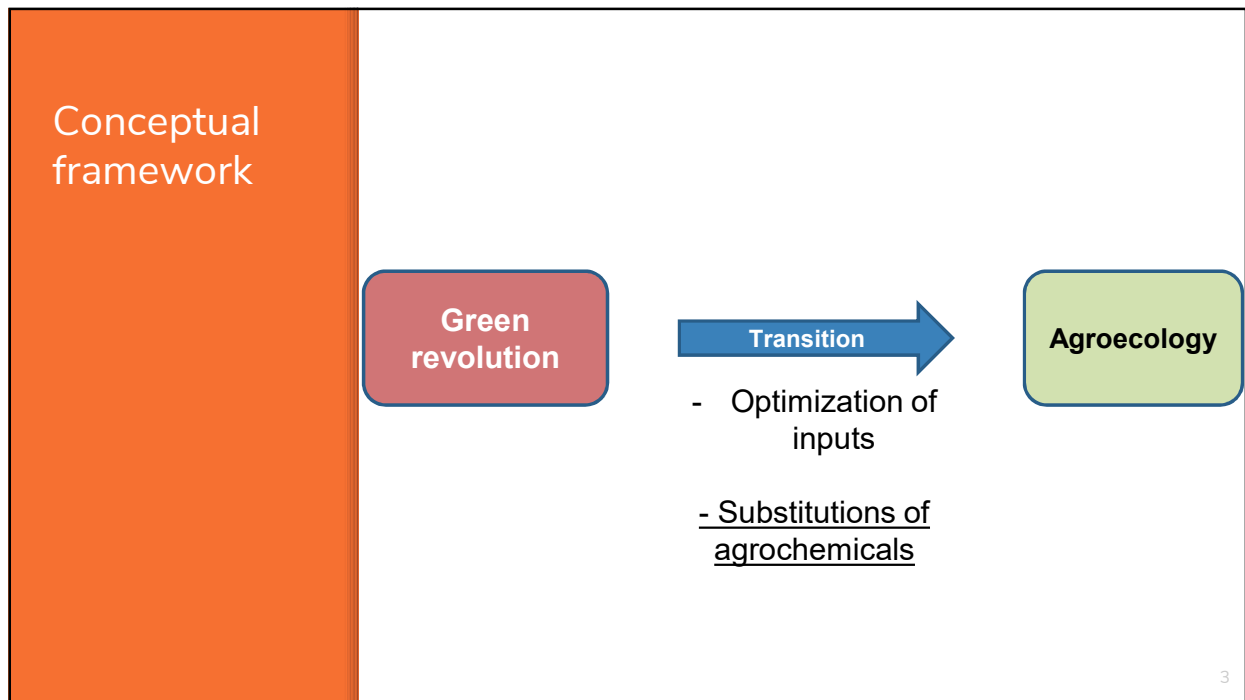 Conceptual
framework
Green
revolution
Transition
Agroecology
- Optimization of
inputs
- Substitutions of
agrochemicals
3